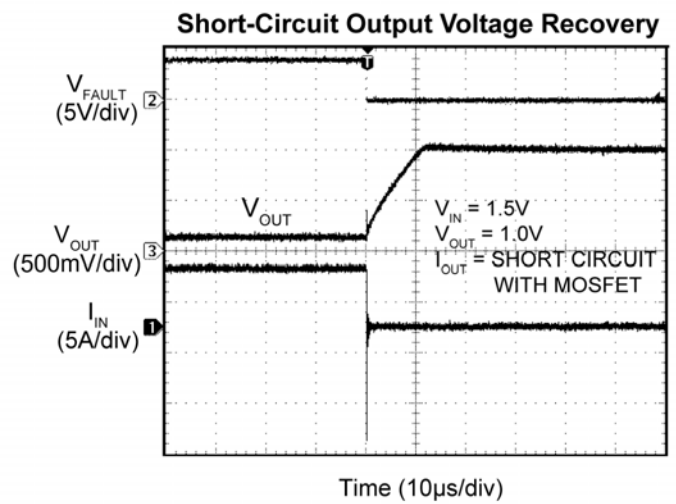 Short-Circuit Output Voltage Recovery
T
VFAULT
(5V/div)
2
VOUT
VIN = 1.5V
VOUT = 1.0V
IOUT = SHORT CIRCUIT
WITH MOSFET
VOUT
(500mV/div)
3
IIN
(5A/div)
1
Time (10µs/div)